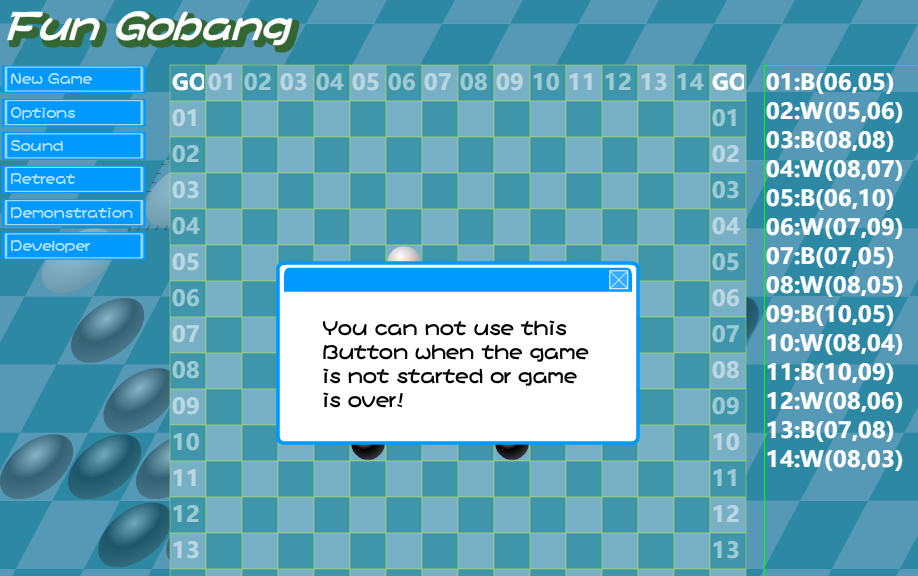 Fun Gobang
New Game
Options
Sound
Retreat
Demonstration
Developer
GO 01 02 03 04 05 06 07 08 09 10 11 12 13 14 GO
01 01
02 02
03 03
04 04
05 05
06 06
07 07
08 08
09 09
10 10
11 11
12 12
13 13
You can not use this
Button when the game
is not started or game
is over!
01:B(06,05)
02:W(05,06)
03:B(08,08)
04:W(08,07)
05:B(06,10)
06:W(07,09)
07:B(07,05)
08:W(08,05)
09:B(10,05)
10:W(08,04)
11:B(10,09)
12:W(08,06)
13:B(07,08)
14:W(08,03)